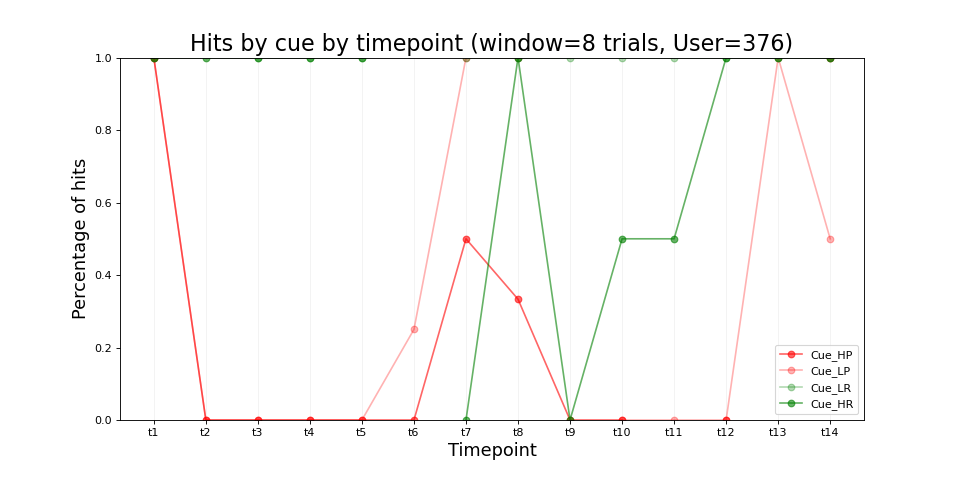 Hits by cue by timepoint (window=8 trials, User=376)
Percentage of hits
1.0
0.8
0.6
0.4
0.2
0.0
t1 t2 t3 t4 t5 t6 t7 t8 t9 t10 t11 t12 t13 t14
Timepoint
Cue_HP
Cue_LP
Cue_LR
Cue_HR